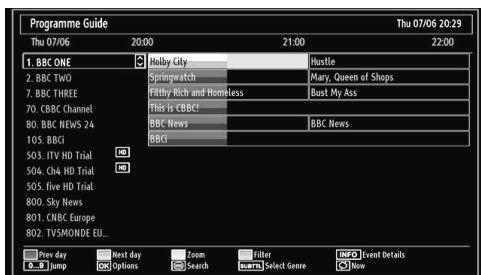 Programme Guide Thu 07/06 20:29
Thu 07/06 20:00 21:00 22:00
1. BBC ONE Holby City Hustle
2. BBC TWO Springwatch Mary, Queen of Shops
7. BBC THREE Filthy Rich and Homeless Bust My Ass
70. CBBC Channel This is CBBC!
80. BBC NEWS 24 BBC News BBC News
105. BBCi BBCi
503. ITV HD Trial HD
504. Ch4 HD Trial HD
505. five HD Trial
800. Sky News
801. CNBC Europe
802. TV5MONDE EU...
Prev day Next day Zoom Filter INFO Event Details
0...9 Jump OK Options Search SUBTTL Select Genre Now